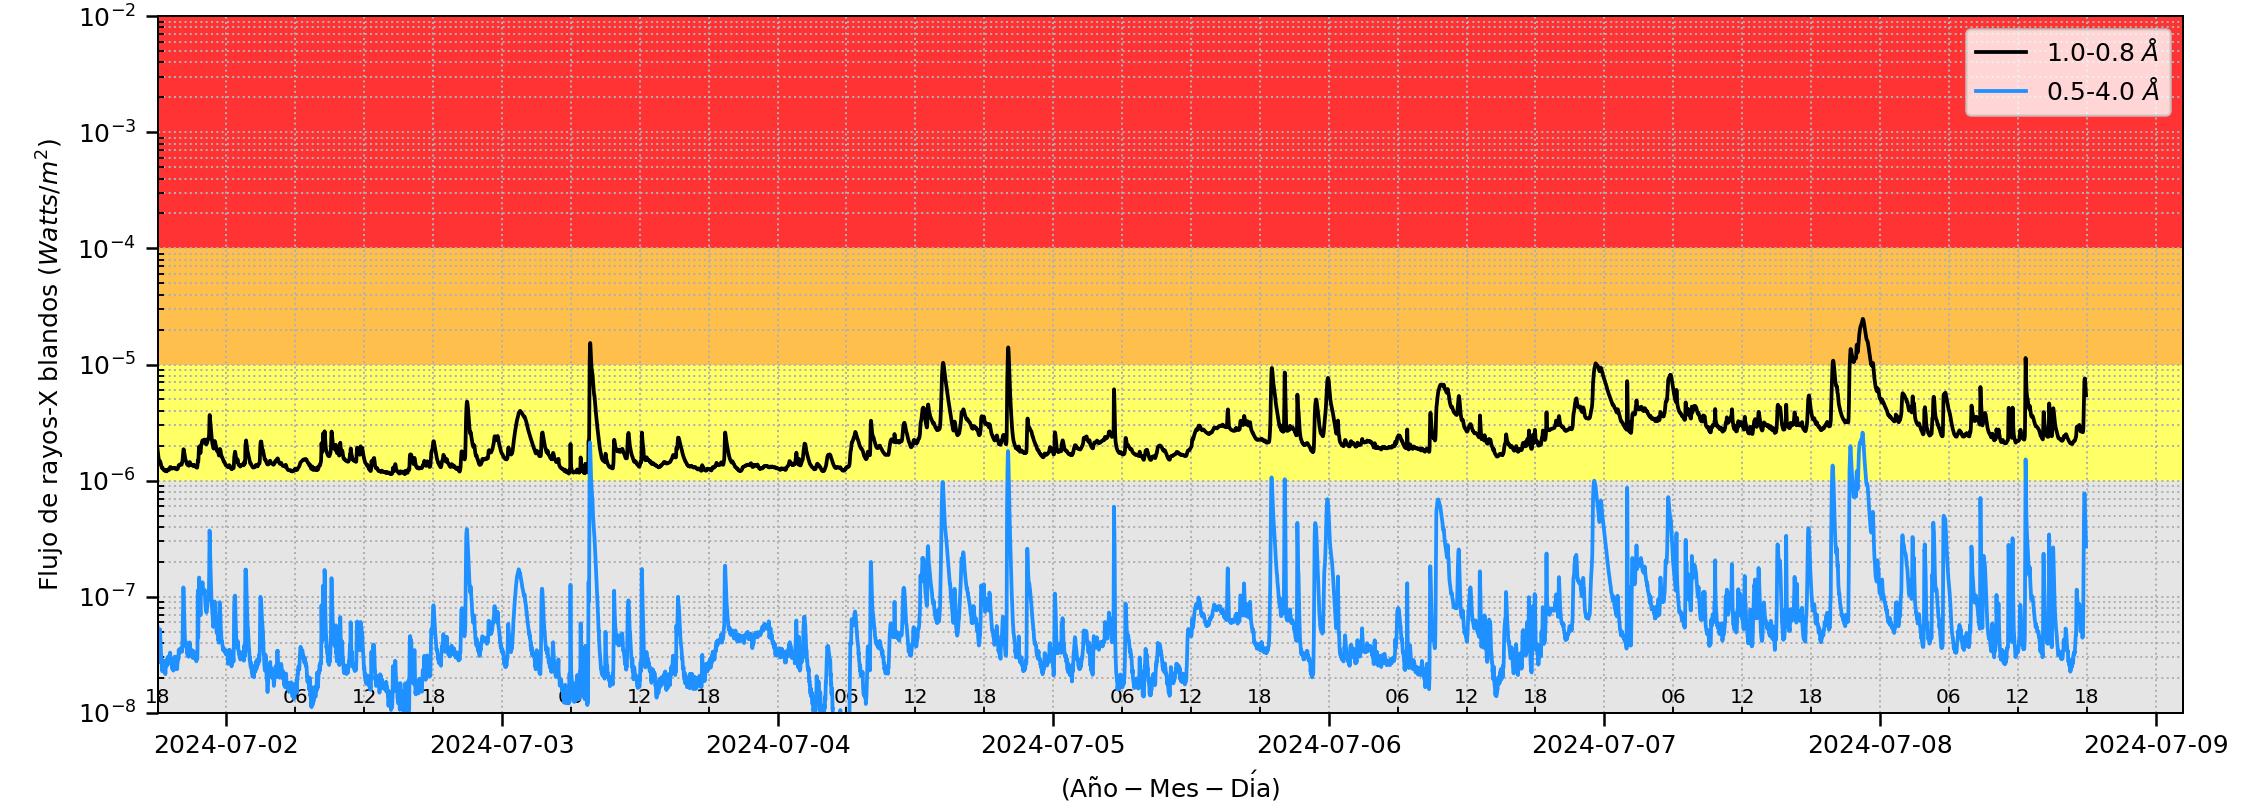 10⁻²
10⁻³
10⁻⁴
10⁻⁵
10⁻⁶
10⁻⁷
10⁻⁸
Flujo de rayos-X blandos (Watts/m²)
1.0-0.8 Å
0.5-4.0 Å
18 06 12 18 06 12 18 06 12 18 06 12 18 06 12 18 06 12 18 06 12 18
2024-07-02 2024-07-03 2024-07-04 2024-07-05 2024-07-06 2024-07-07 2024-07-08 2024-07-09
(Año − Mes − Día)